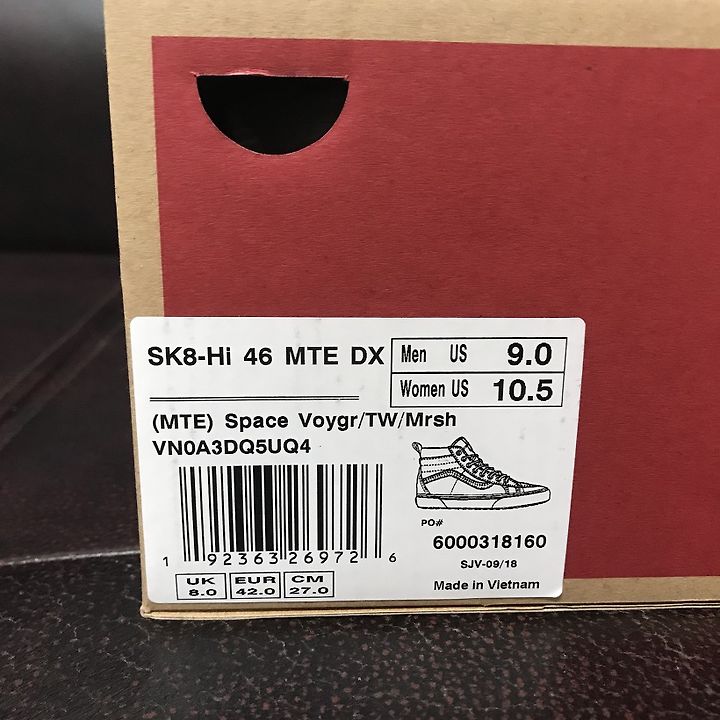 SK8-Hi 46 MTE DX
Men US 9.0
Women US 10.5
(MTE) Space Voygr/TW/Mrsh
VN0A3DQ5UQ4
1 92363 26972 6
PO#
6000318160
SJV-09/18
Made in Vietnam
UK EUR CM
8.0 42.0 27.0